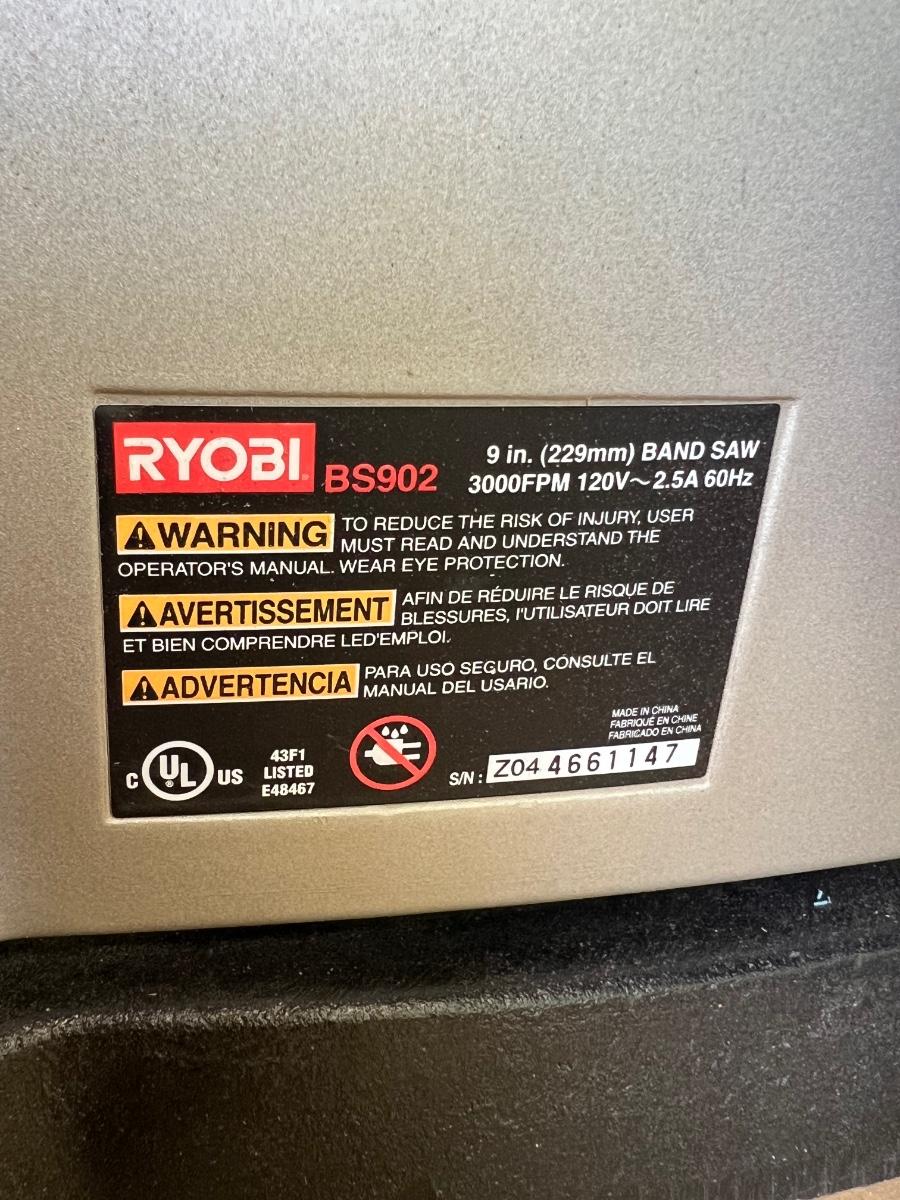 RYOBI BS902
9 in. (229mm) BAND SAW
3000FPM 120V～2.5A 60Hz
WARNING TO REDUCE THE RISK OF INJURY, USER
MUST READ AND UNDERSTAND THE
OPERATOR'S MANUAL. WEAR EYE PROTECTION.
AVERTISSEMENT AFIN DE RÉDUIRE LE RISQUE DE
BLESSURES, l'UTILISATEUR DOIT LIRE
ET BIEN COMPRENDRE LED'EMPLOI.
ADVERTENCIA PARA USO SEGURO, CONSULTE EL
MANUAL DEL USARIO.
MADE IN CHINA
FABRIQUÉ EN CHINE
FABRICADO EN CHINA
C UL US
43F1
LISTED
E48467
S/N : Z044661147